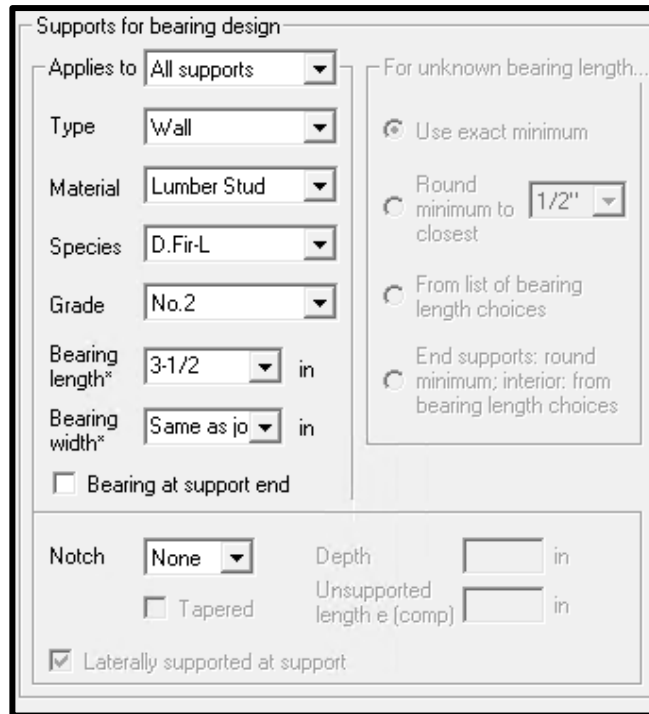 Supports for bearing design
Applies to All supports
Type Wall
Material Lumber Stud
Species D.Fir-L
Grade No.2
Bearing
length* 3-1/2 in
Bearing
width* Same as jo in
Bearing at support end
For unknown bearing length...
Use exact minimum
Round
minimum to 1/2"
closest
From list of bearing
length choices
End supports: round
minimum; interior: from
bearing length choices
Notch None
Tapered
Depth in
Unsupported
length e (comp) in
Laterally supported at support